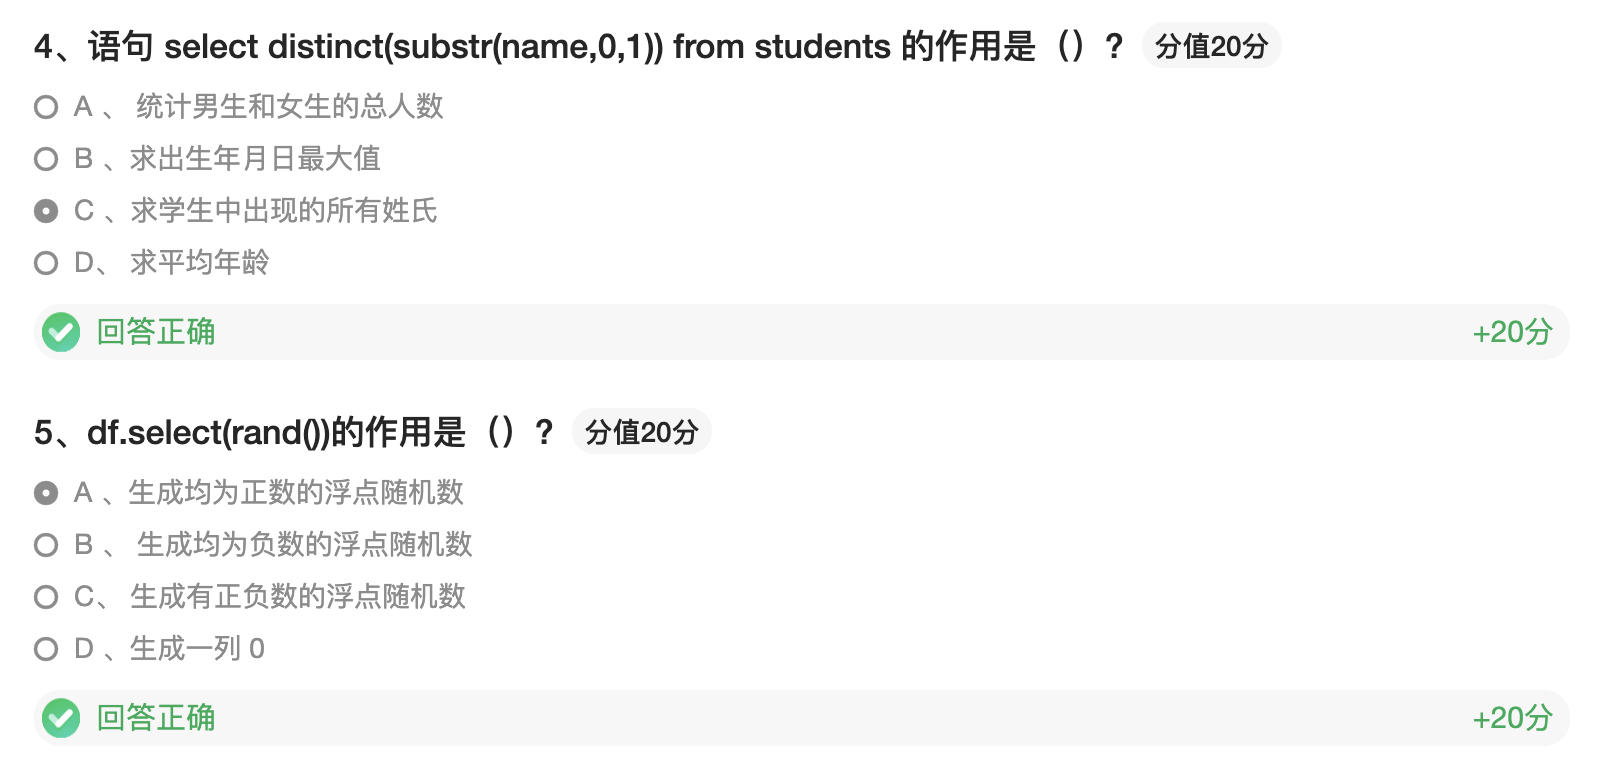 4、语句 select distinct(substr(name,0,1)) from students 的作用是（）？ 分值20分
A 、 统计男生和女生的总人数
B 、求出生年月日最大值
C 、求学生中出现的所有姓氏
D、 求平均年龄
回答正确 +20分
5、df.select(rand())的作用是（）？ 分值20分
A 、生成均为正数的浮点随机数
B 、 生成均为负数的浮点随机数
C、 生成有正负数的浮点随机数
D 、生成一列 0
回答正确 +20分